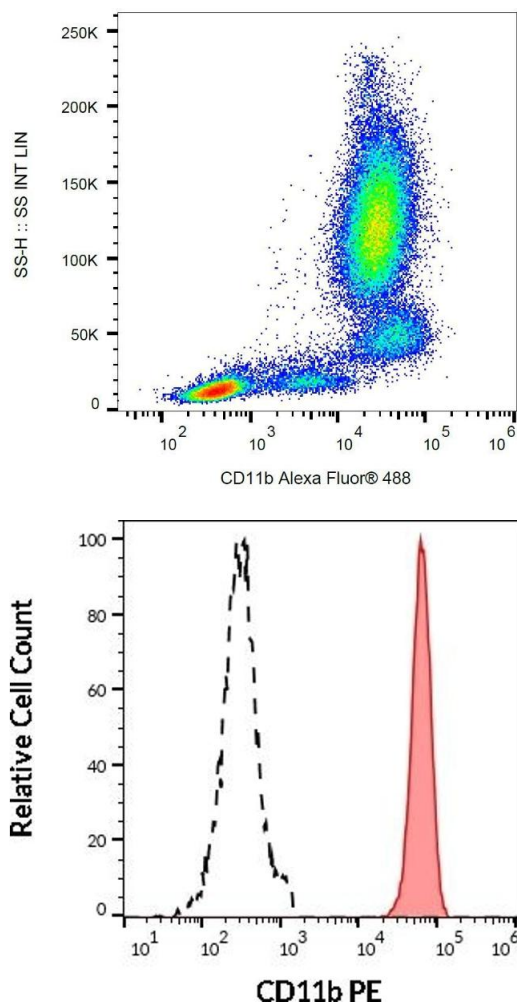 250K
200K
150K
100K
50K
0
SS-H :: SS INT LIN
10^2 10^3 10^4 10^5 10^6
CD11b Alexa Fluor® 488
100
80
60
40
20
0
Relative Cell Count
10^1 10^2 10^3 10^4 10^5 10^6
CD11b PE